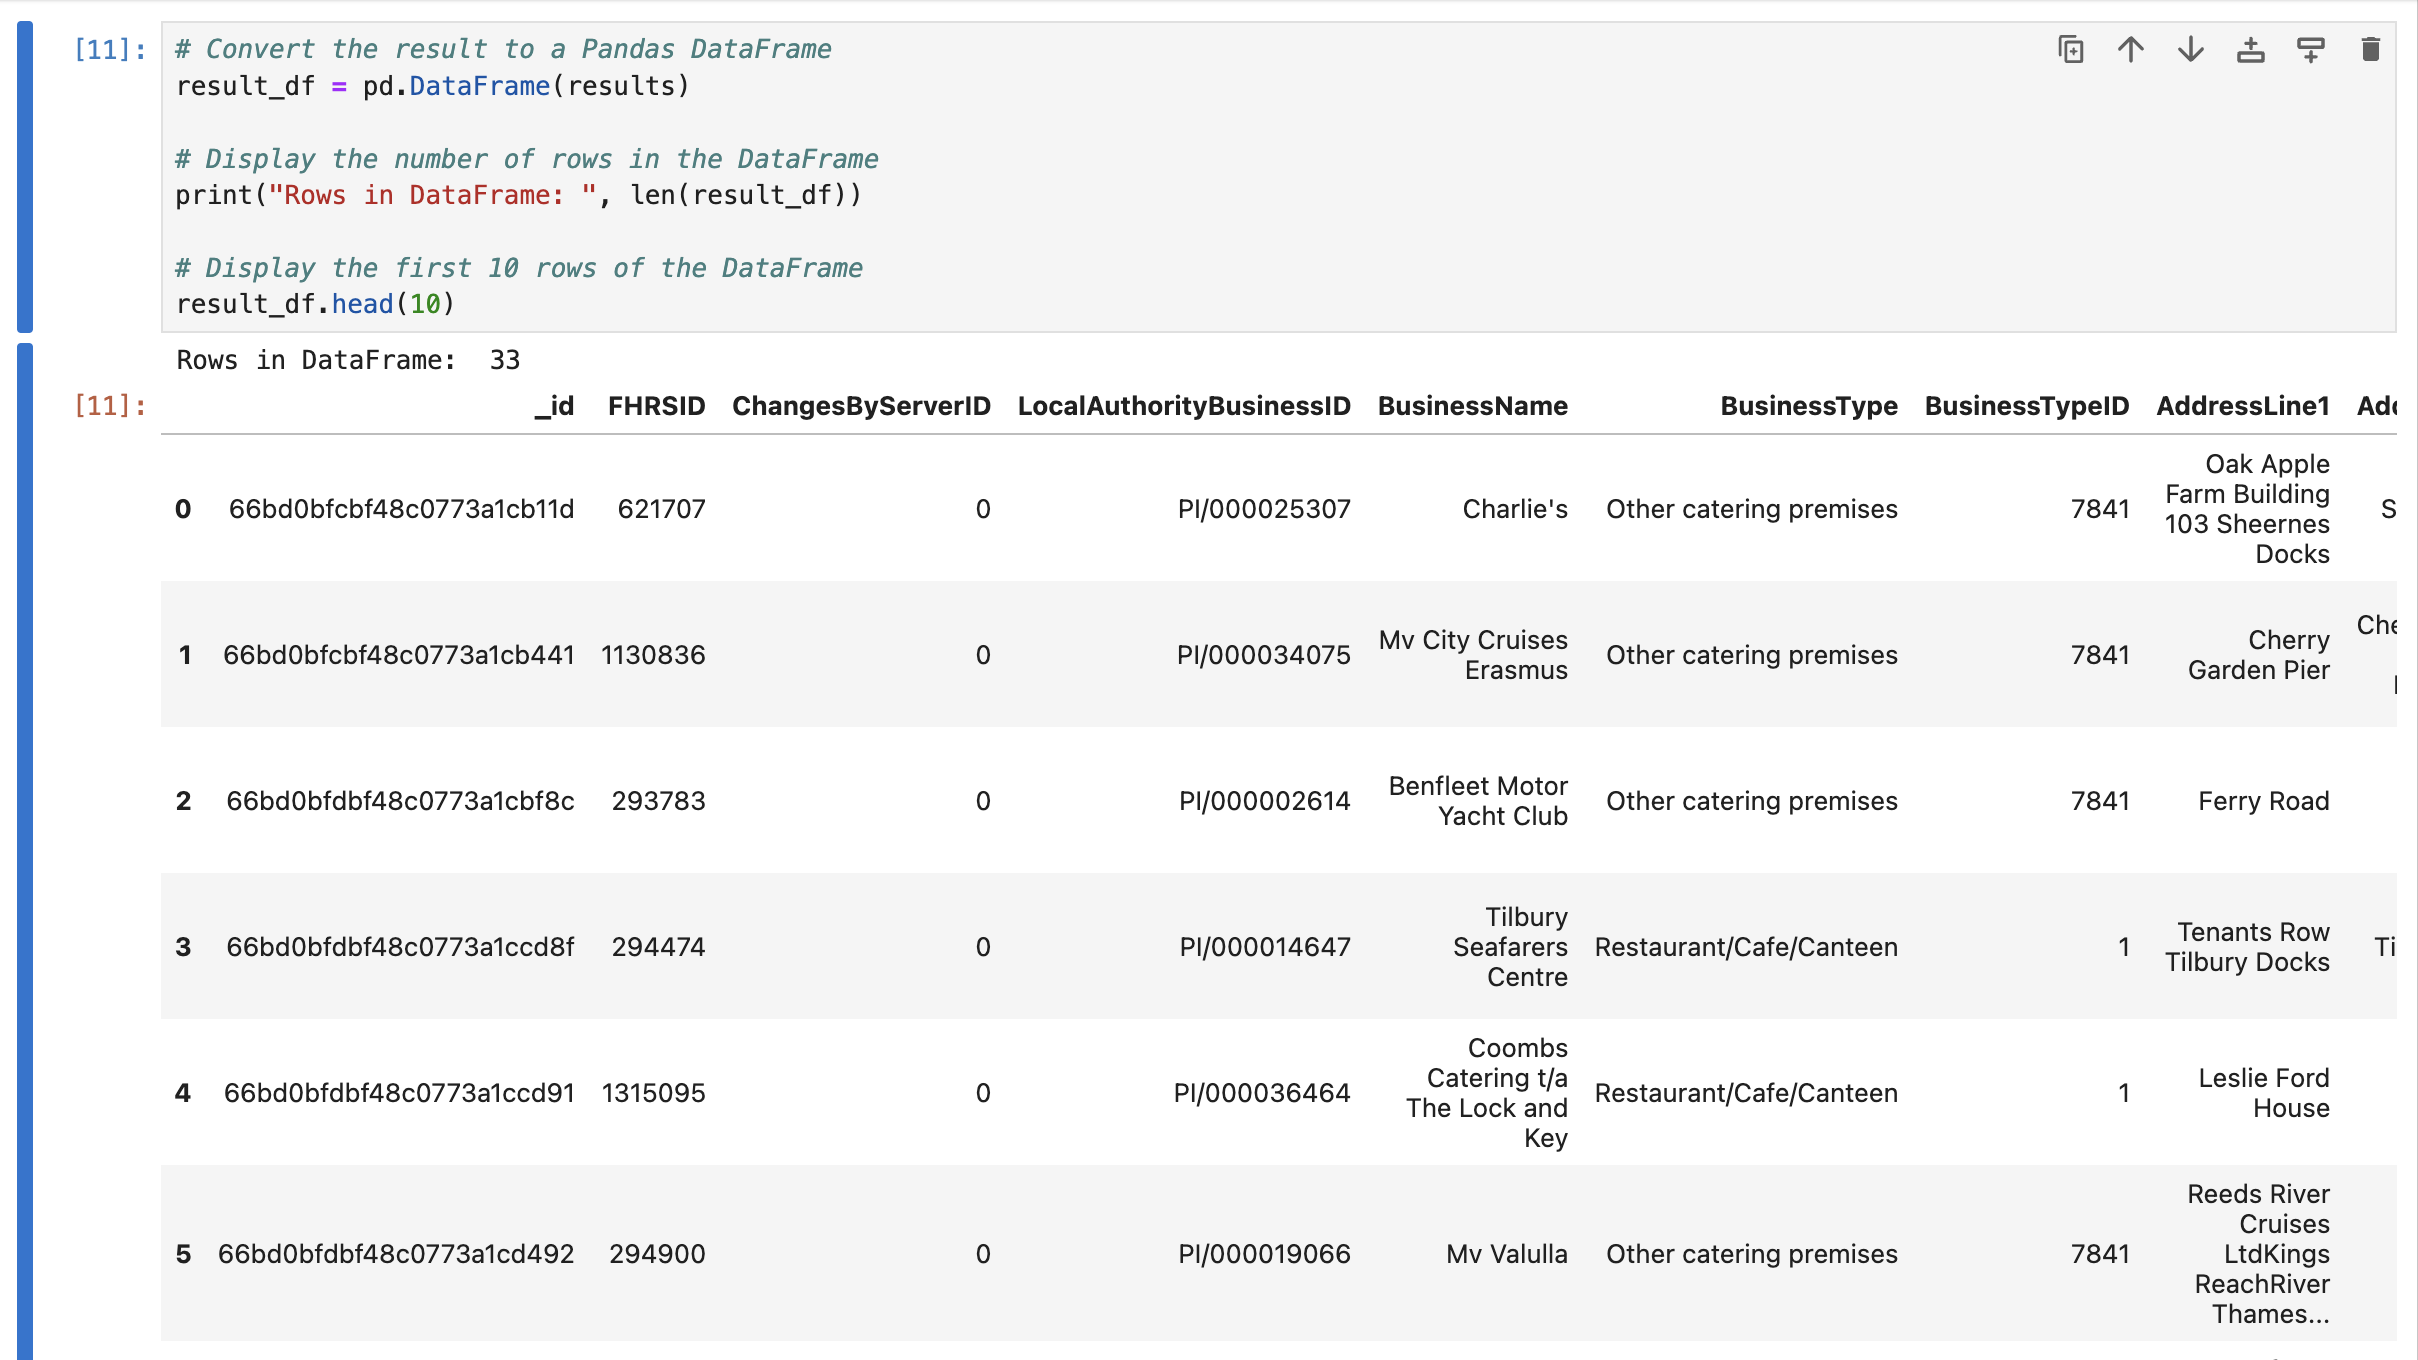 [11]:
# Convert the result to a Pandas DataFrame
result_df = pd.DataFrame(results)
# Display the number of rows in the DataFrame
print("Rows in DataFrame: ", len(result_df))
# Display the first 10 rows of the DataFrame
result_df.head(10)
Rows in DataFrame:  33
[11]:
_id FHRSID ChangesByServerID LocalAuthorityBusinessID BusinessName BusinessType BusinessTypeID AddressLine1
0 66bd0bfcbf48c0773a1cb11d 621707 0 PI/000025307 Charlie's Other catering premises 7841 Oak Apple
Farm Building
103 Sheernes
Docks
1 66bd0bfcbf48c0773a1cb441 1130836 0 PI/000034075 Mv City Cruises
Erasmus Other catering premises 7841 Cherry
Garden Pier
2 66bd0bfdbf48c0773a1cbf8c 293783 0 PI/000002614 Benfleet Motor
Yacht Club Other catering premises 7841 Ferry Road
3 66bd0bfdbf48c0773a1ccd8f 294474 0 PI/000014647 Tilbury
Seafarers
Centre Restaurant/Cafe/Canteen 1 Tenants Row
Tilbury Docks
4 66bd0bfdbf48c0773a1ccd91 1315095 0 PI/000036464 Coombs
Catering t/a
The Lock and
Key Restaurant/Cafe/Canteen 1 Leslie Ford
House
5 66bd0bfdbf48c0773a1cd492 294900 0 PI/000019066 Mv Valulla Other catering premises 7841 Reeds River
Cruises
LtdKings
ReachRiver
Thames...